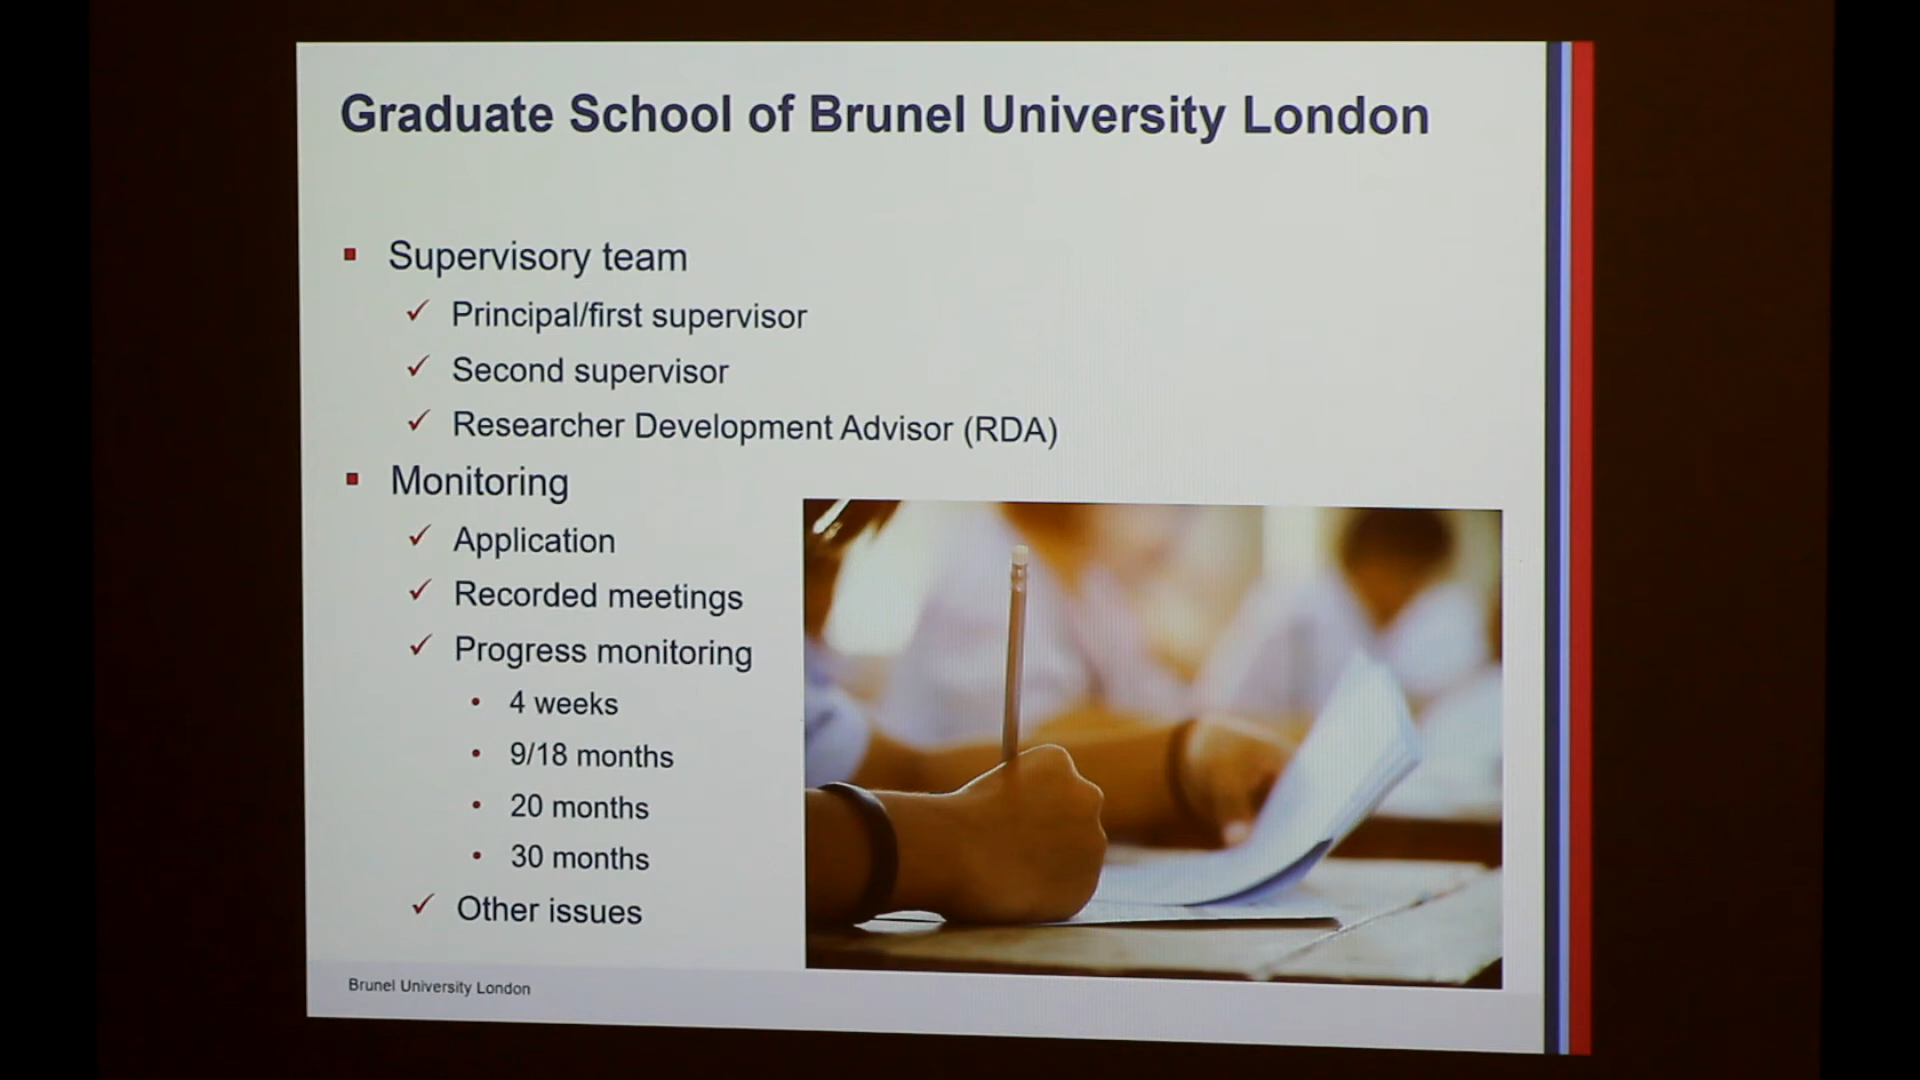 Graduate School of Brunel University London
Supervisory team
Principal/first supervisor
Second supervisor
Researcher Development Advisor (RDA)
Monitoring
Application
Recorded meetings
Progress monitoring
4 weeks
9/18 months
20 months
30 months
Other issues
Brunel University London